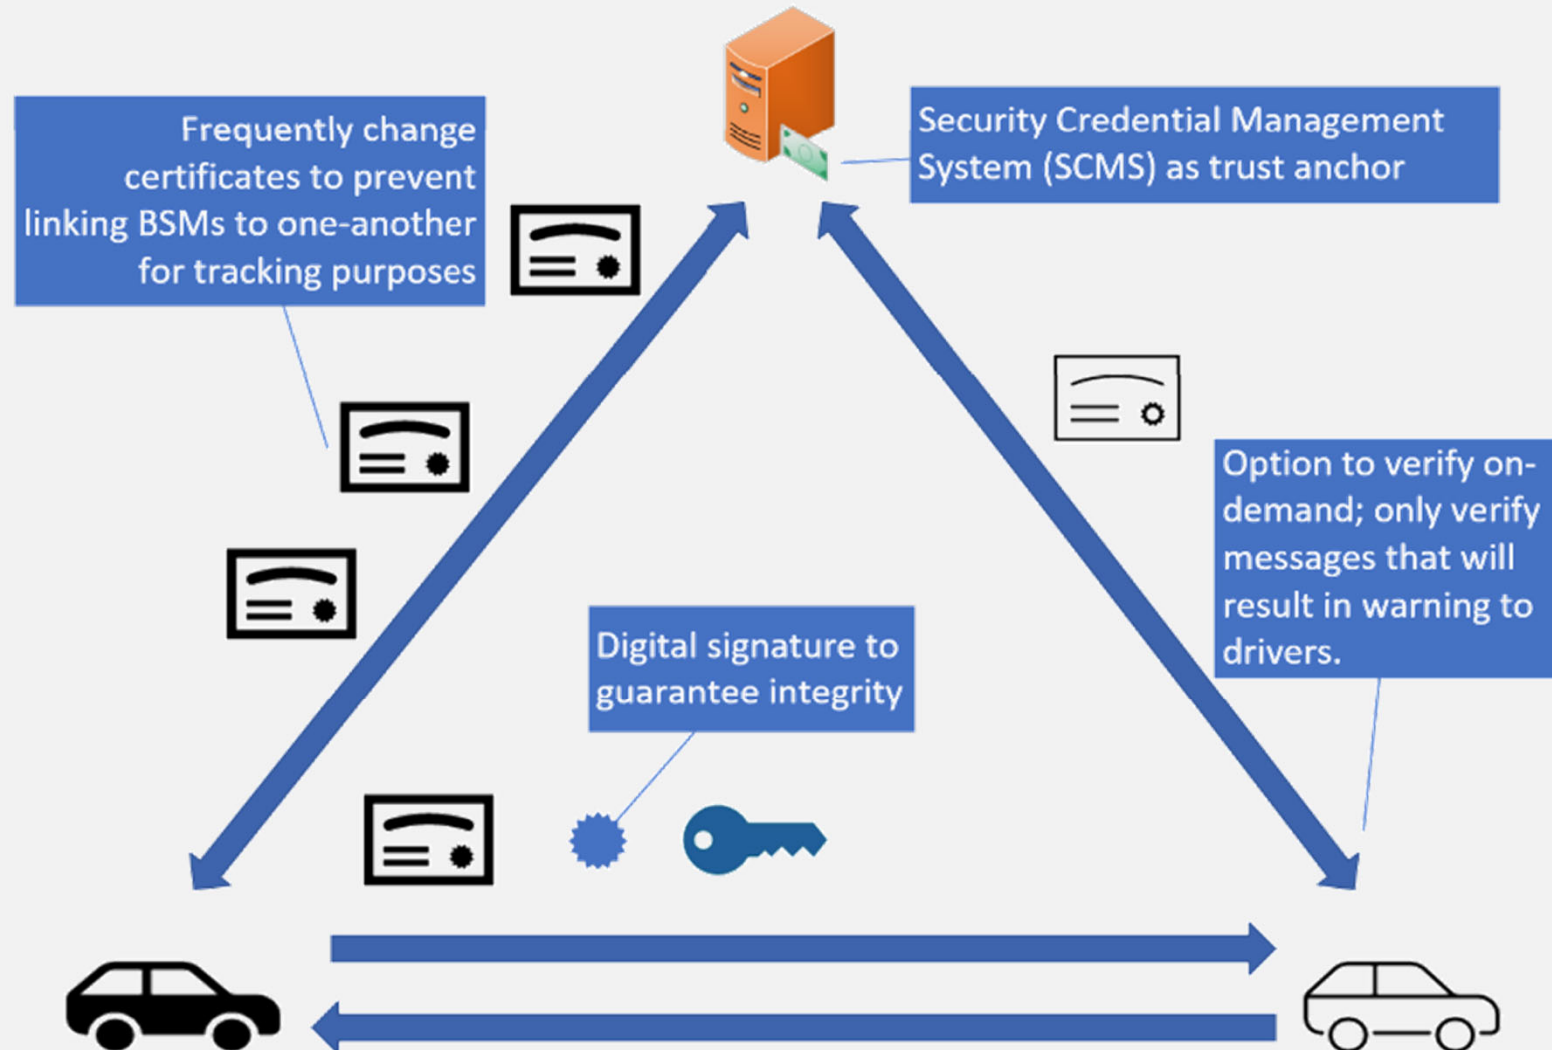 Frequently change
certificates to prevent
linking BSMs to one-another
for tracking purposes
Security Credential Management
System (SCMS) as trust anchor
Option to verify on-
demand; only verify
messages that will
result in warning to
drivers.
Digital signature to
guarantee integrity